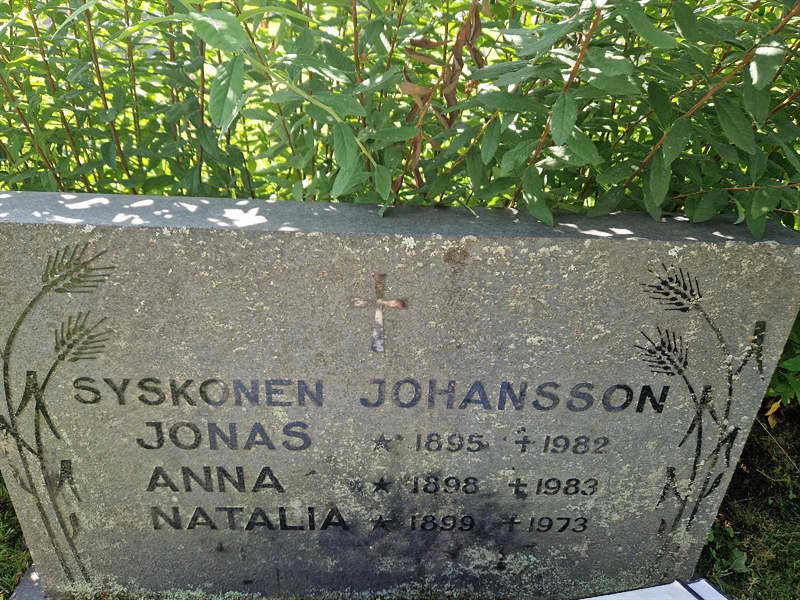 SYSKONEN JOHANSSON
JONAS ★ 1895 ✝ 1982
ANNA ★ 1898 ✝ 1983
NATALIA ★ 1899 ✝ 1973